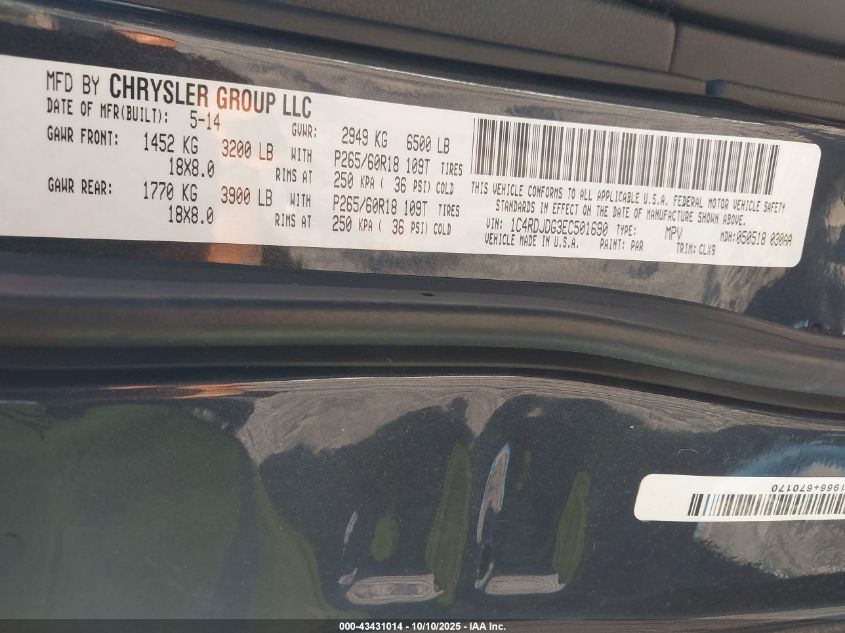 MFD BY CHRYSLER GROUP LLC
DATE OF MFR(BUILT): 5-14 GVWR: 2949 KG 6500 LB
GAWR FRONT: 1452 KG 3200 LB WITH P265/60R18 109T TIRES
18X8.0 RIMS AT 250 KPA ( 36 PSI) COLD
GAWR REAR: 1770 KG 3900 LB WITH P265/60R18 109T TIRES
18X8.0 RIMS AT 250 KPA ( 36 PSI) COLD
THIS VEHICLE CONFORMS TO ALL APPLICABLE U.S.A. FEDERAL MOTOR VEHICLE SAFETY
STANDARDS IN EFFECT ON THE DATE OF MANUFACTURE SHOWN ABOVE.
VIN: 1C4RDJDG3EC501690 TYPE: MPV MDH: 050518 030AA
VEHICLE MADE IN U.S.A. PAINT: PAR TRIM: CLX9
1966+670170
000-43431014 - 10/10/2025 - IAA Inc.